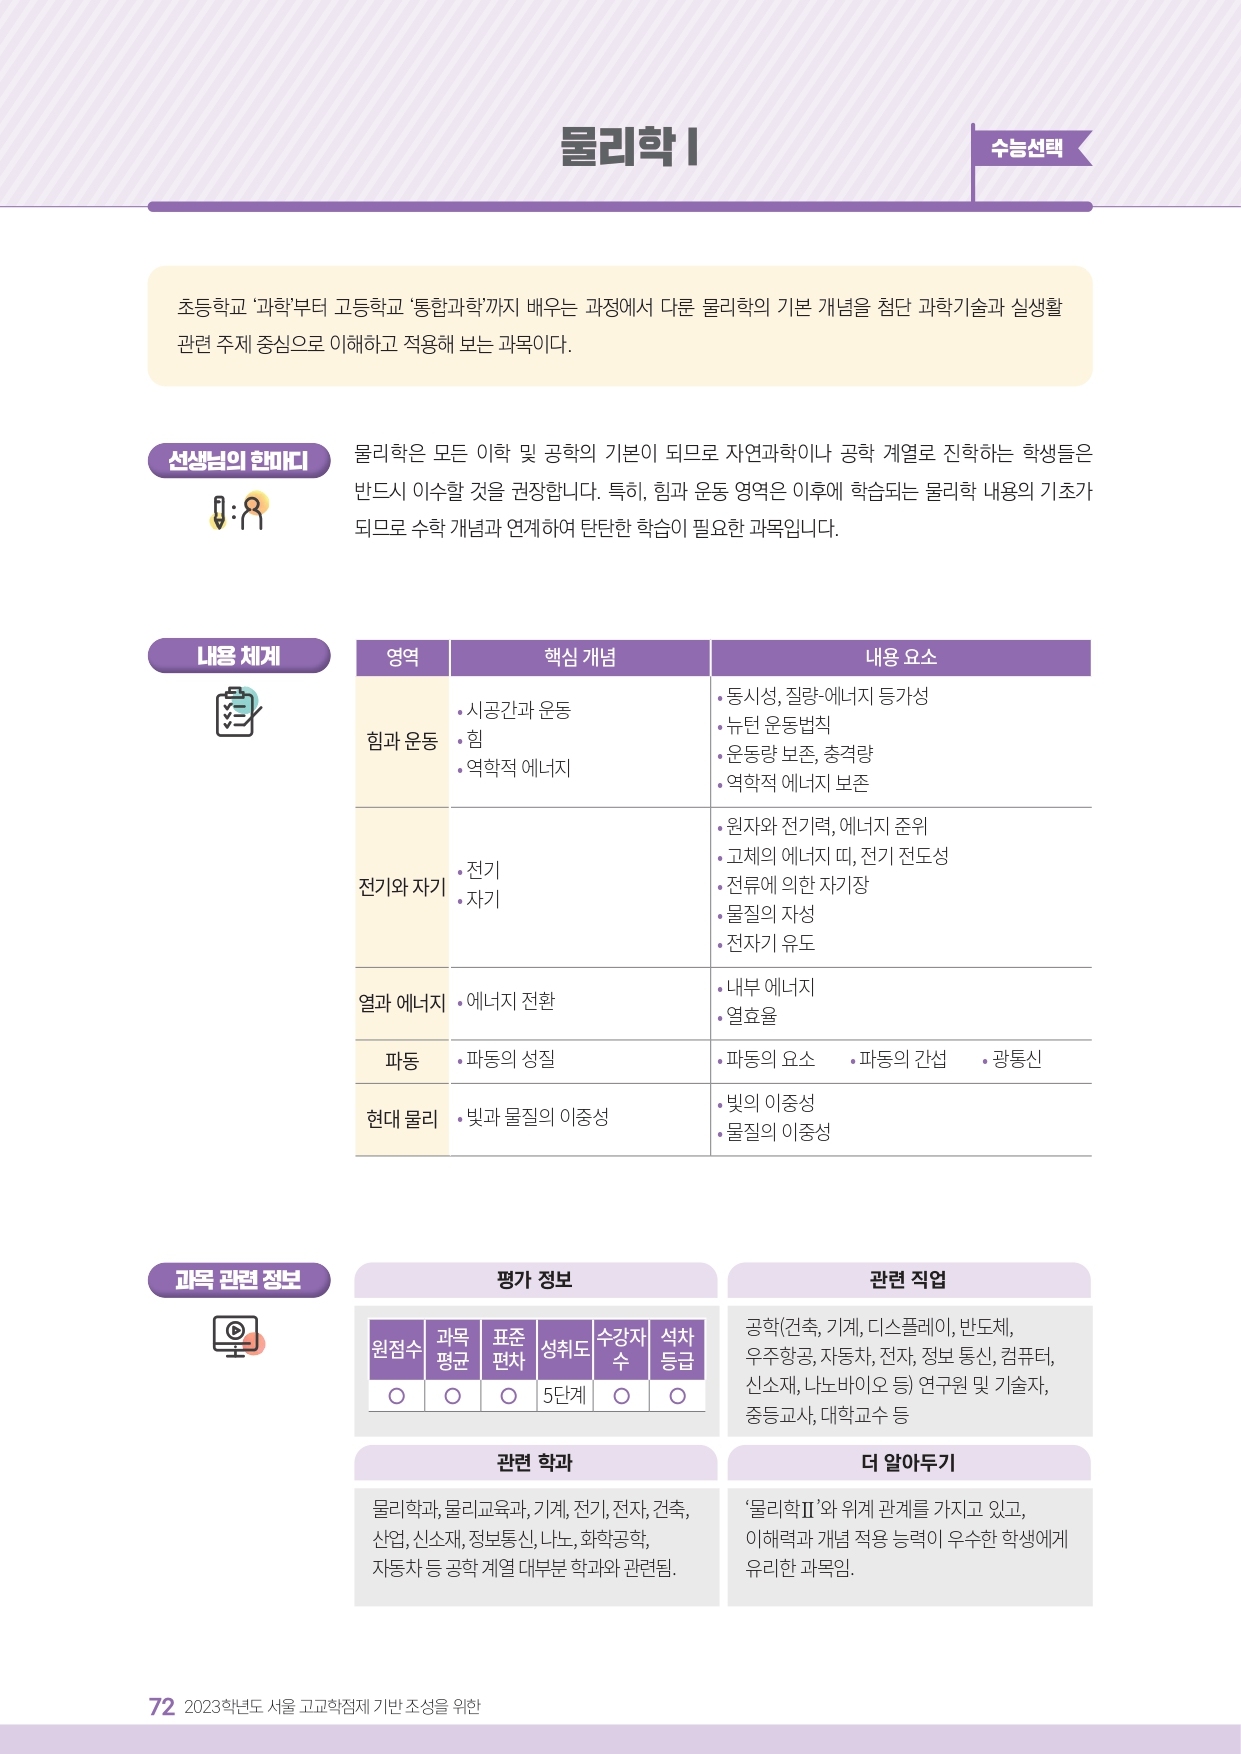 물리학 Ⅰ
수능선택
초등학교 ‘과학’부터 고등학교 ‘통합과학’까지 배우는 과정에서 다룬 물리학의 기본 개념을 첨단 과학기술과 실생활
관련 주제 중심으로 이해하고 적용해 보는 과목이다.
선생님의 한마디
물리학은 모든 이학 및 공학의 기본이 되므로 자연과학이나 공학 계열로 진학하는 학생들은
반드시 이수할 것을 권장합니다. 특히, 힘과 운동 영역은 이후에 학습되는 물리학 내용의 기초가
되므로 수학 개념과 연계하여 탄탄한 학습이 필요한 과목입니다.
내용 체계
영역 핵심 개념 내용 요소
힘과 운동
• 시공간과 운동
• 힘
• 역학적 에너지
• 동시성, 질량-에너지 등가성
• 뉴턴 운동법칙
• 운동량 보존, 충격량
• 역학적 에너지 보존
전기와 자기
• 전기
• 자기
• 원자와 전기력, 에너지 준위
• 고체의 에너지 띠, 전기 전도성
• 전류에 의한 자기장
• 물질의 자성
• 전자기 유도
열과 에너지
• 에너지 전환
• 내부 에너지
• 열효율
파동
• 파동의 성질
• 파동의 요소 • 파동의 간섭 • 광통신
현대 물리
• 빛과 물질의 이중성
• 빛의 이중성
• 물질의 이중성
과목 관련 정보
평가 정보
원점수 과목 평균 표준 편차 성취도 수강자 수 석차 등급
○ ○ ○ 5단계 ○ ○
관련 직업
공학(건축, 기계, 디스플레이, 반도체,
우주항공, 자동차, 전자, 정보 통신, 컴퓨터,
신소재, 나노바이오 등) 연구원 및 기술자,
중등교사, 대학교수 등
관련 학과
물리학과, 물리교육과, 기계, 전기, 전자, 건축,
산업, 신소재, 정보통신, 나노, 화학공학,
자동차 등 공학 계열 대부분 학과와 관련됨.
더 알아두기
‘물리학Ⅱ’와 위계 관계를 가지고 있고,
이해력과 개념 적용 능력이 우수한 학생에게
유리한 과목임.
72 2023학년도 서울 고교학점제 기반 조성을 위한